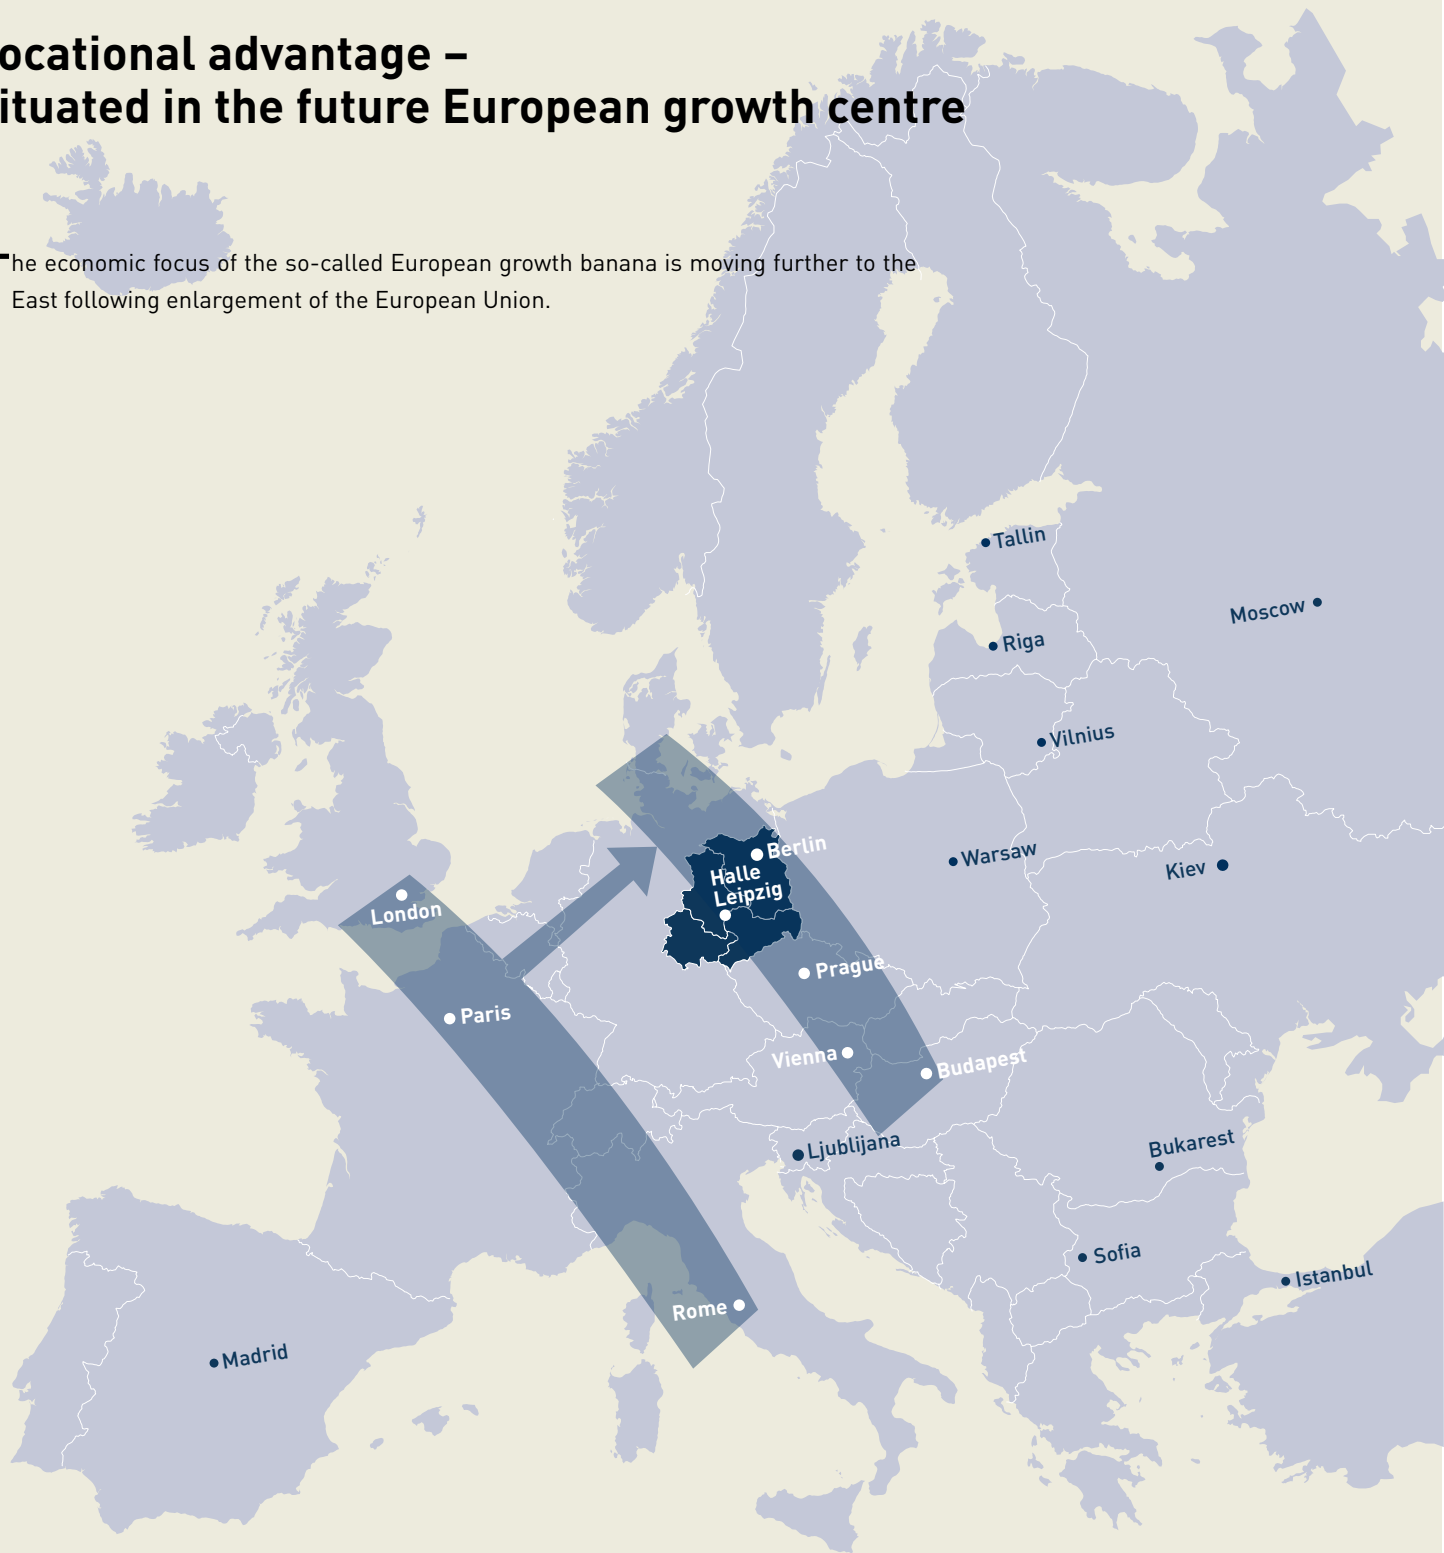 ocational advantage –
ituated in the future European growth centre
he economic focus of the so-called European growth banana is moving further to the
East following enlargement of the European Union.
Tallin
Moscow
Riga
Vilnius
Berlin
Warsaw
Kiev
Halle
Leipzig
London
Prague
Paris
Vienna
Budapest
Ljublijana
Bukarest
Sofia
Istanbul
Rome
Madrid